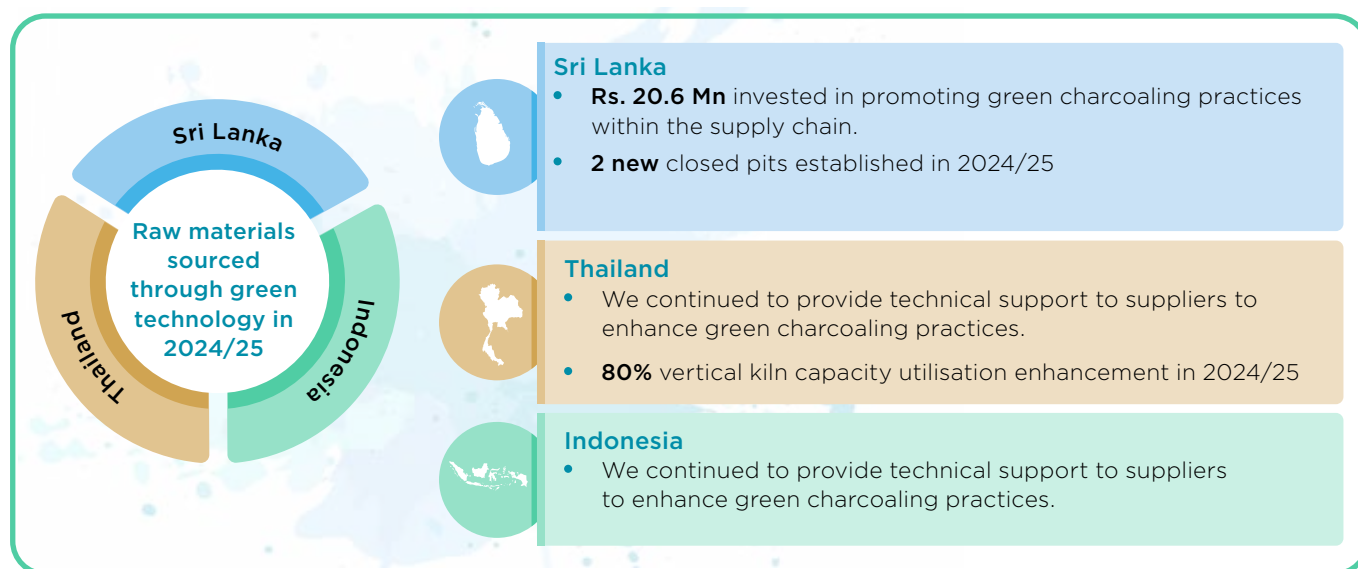 Sri Lanka
Thailand
Indonesia
Raw materials
sourced
through green
technology in
2024/25
Sri Lanka
• Rs. 20.6 Mn invested in promoting green charcoaling practices
within the supply chain.
• 2 new closed pits established in 2024/25
Thailand
• We continued to provide technical support to suppliers to
enhance green charcoaling practices.
• 80% vertical kiln capacity utilisation enhancement in 2024/25
Indonesia
• We continued to provide technical support to suppliers
to enhance green charcoaling practices.